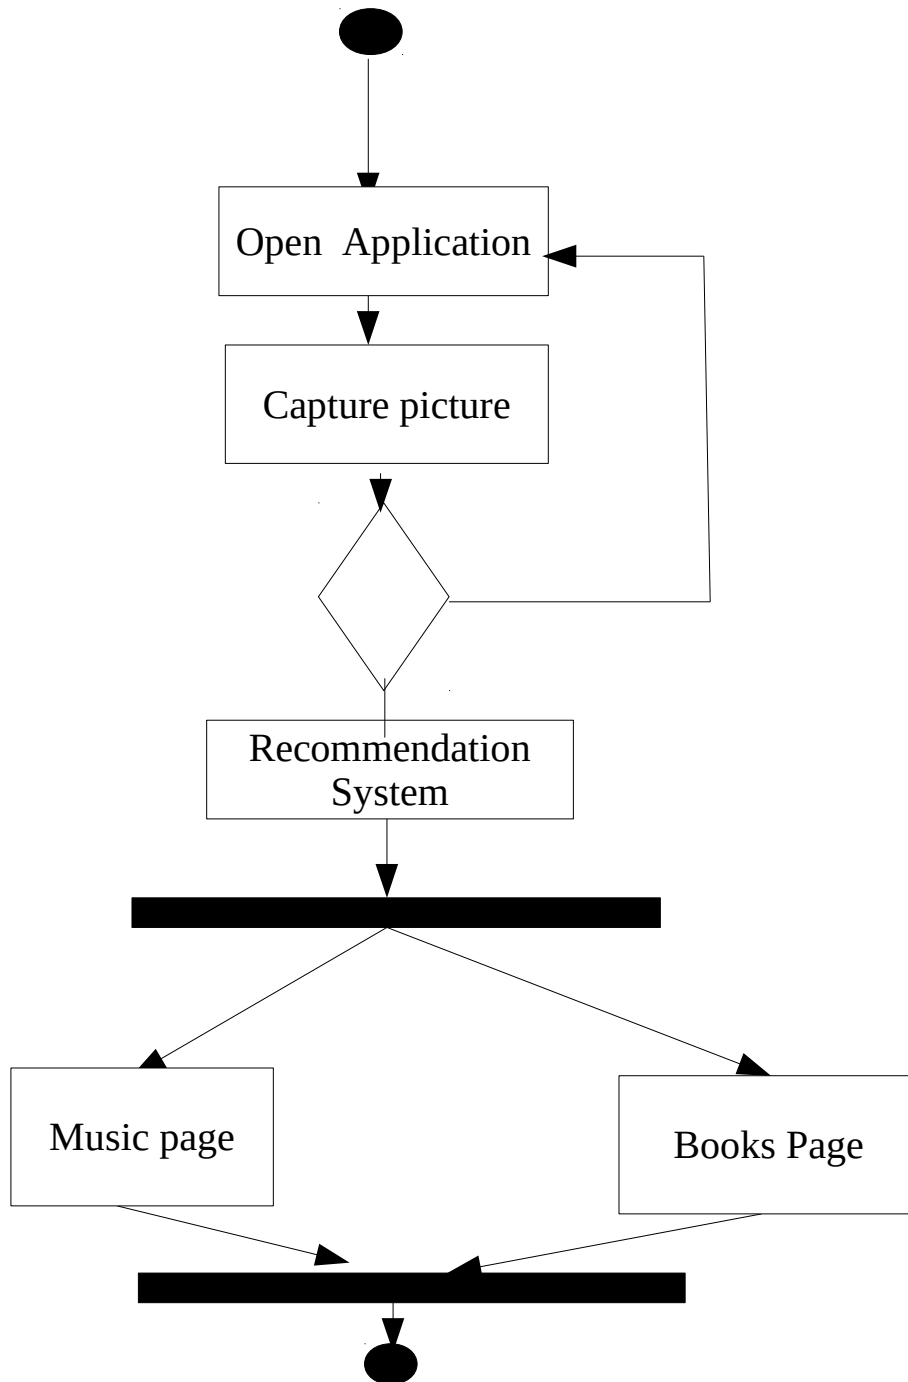 Open  Application
Capture picture
Recommendation
System
Music page
Books Page